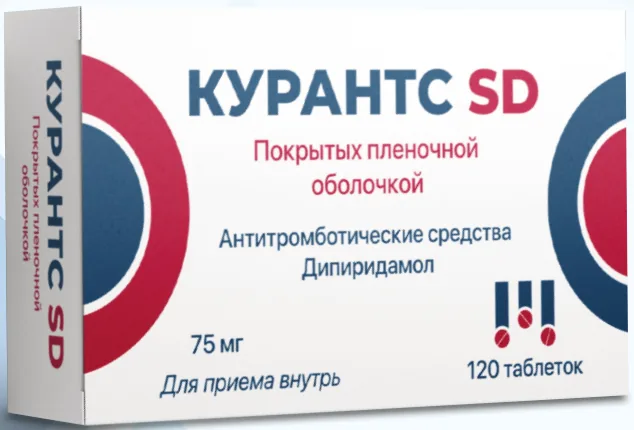 КУРАНТС SD
Покрытых пленочной
оболочкой
Антитромботические средства
Дипиридамол
75 мг
Для приема внутрь
120 таблеток
КУРАНТС SD
Покрытых пленочной
оболочкой